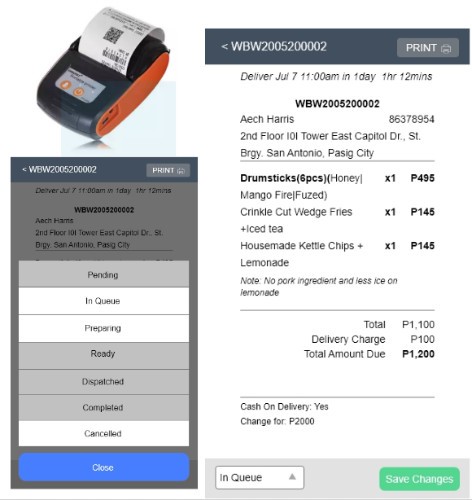 < WBW2005200002
PRINT
Deliver Jul 7 11:00am in 1day 1hr 12mins
WBW2005200002
Aech Harris 86378954
2nd Floor I0I Tower East Capitol Dr., St.
Brgy. San Antonio, Pasig City
Drumsticks(6pcs)(Honey| x1 P495
Mango Fire|Fuzed)
Crinkle Cut Wedge Fries x1 P145
+Iced tea
Housemade Kettle Chips + x1 P145
Lemonade
Note: No pork ingredient and less ice on
lemonade
Total P1,100
Delivery Charge P100
Total Amount Due P1,200
Cash On Delivery: Yes
Change for: P2000
In Queue
Save Changes
< WBW2005200002
PRINT
Deliver Jul 7 11:00am in 1day 1hr 12mins
WBW2005200002
Aech Harris
2nd Floor I0I Tower East Capitol Dr., St.
Brgy. San Antonio, Pasig City
Pending
In Queue
Preparing
Ready
Dispatched
Completed
Cancelled
Close